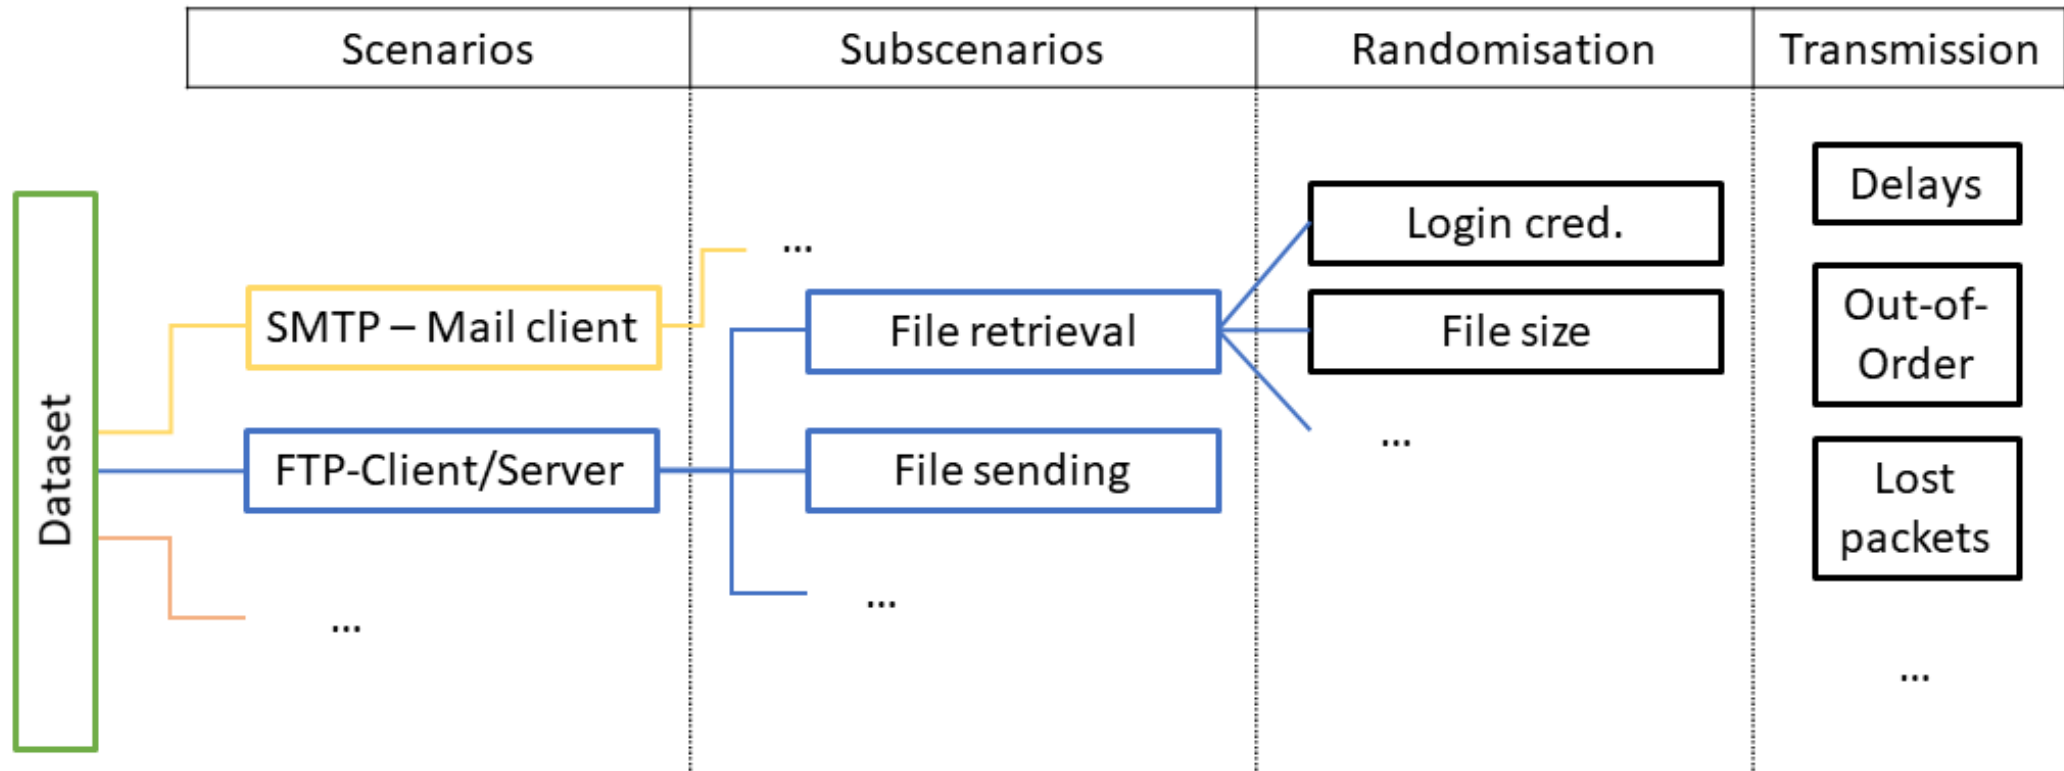 Scenarios
Subscenarios
Randomisation
Transmission
Dataset
SMTP – Mail client
FTP-Client/Server
...
...
File retrieval
File sending
...
Login cred.
File size
...
Delays
Out-of-
Order
Lost
packets
...